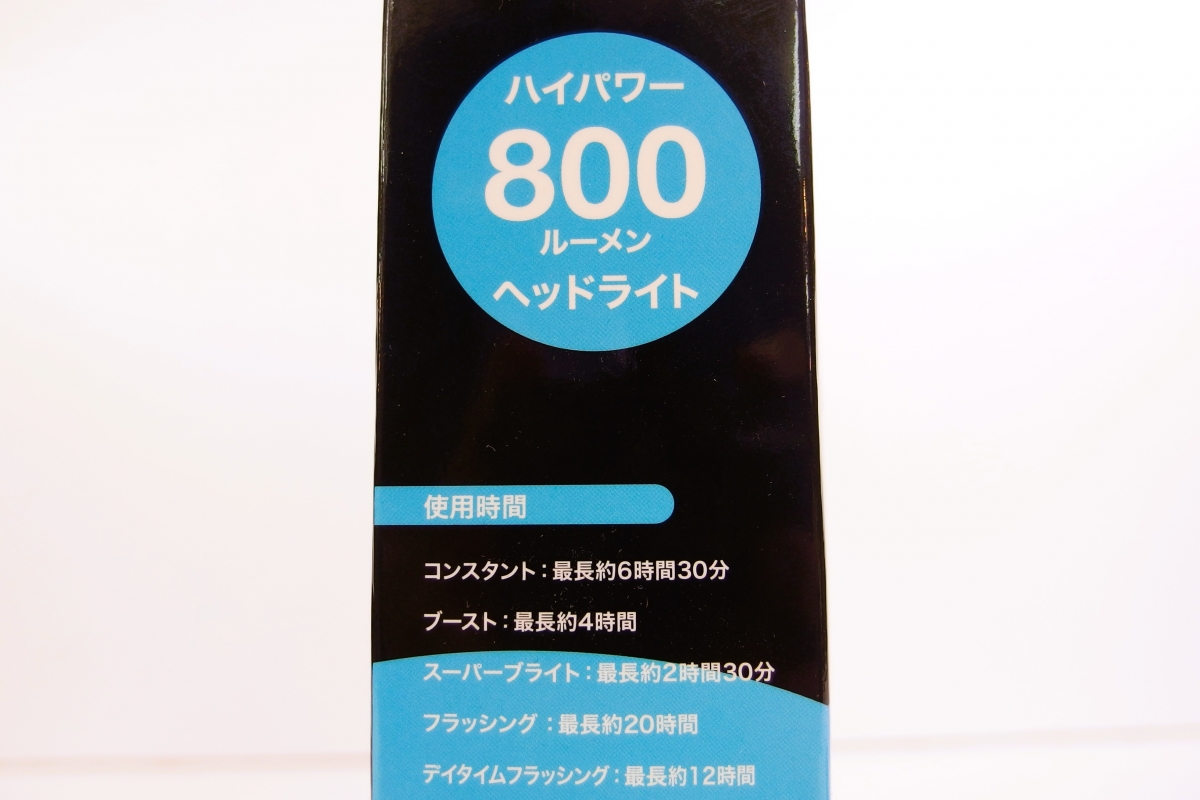 ハイパワー
800
ルーメン
ヘッドライト
使用時間
コンスタント：最長約6時間30分
ブースト：最長約4時間
スーパーブライト：最長約2時間30分
フラッシング：最長約20時間
デイタイムフラッシング：最長約12時間